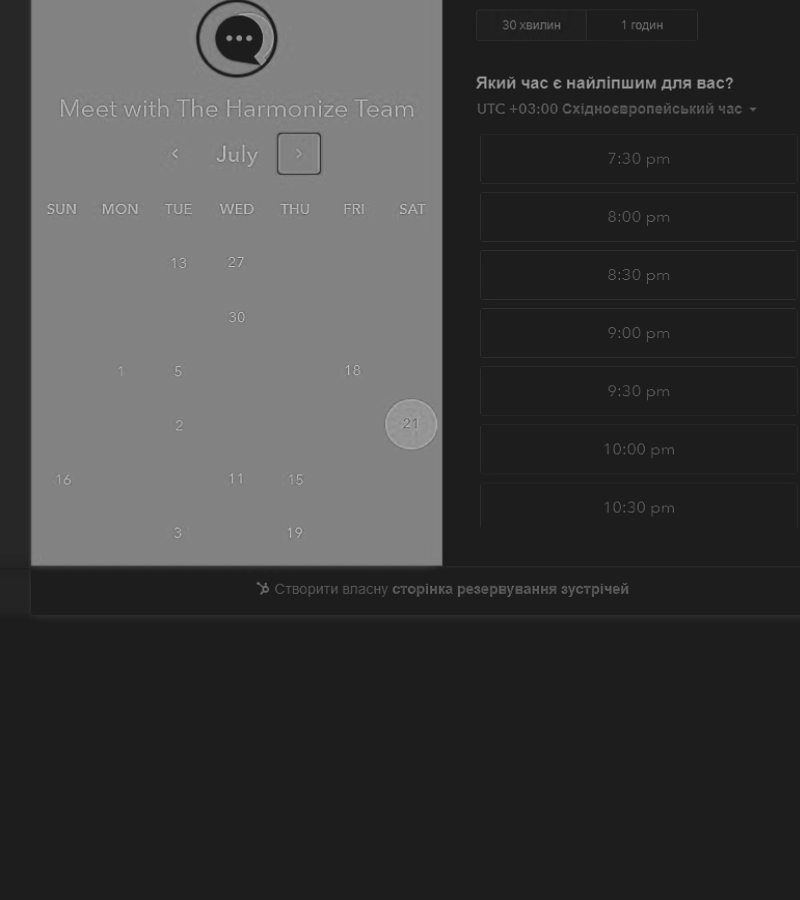 Meet with The Harmonize Team
July
SUN MON TUE WED THU FRI SAT
13 27
30
1 5 18
2 21
16 11 15
3 19
30 хвилин 1 годин
Який час є найліпшим для вас?
UTC +03:00 Східноєвропейський час
7:30 pm
8:00 pm
8:30 pm
9:00 pm
9:30 pm
10:00 pm
10:30 pm
Створити власну сторінка резервування зустрічей